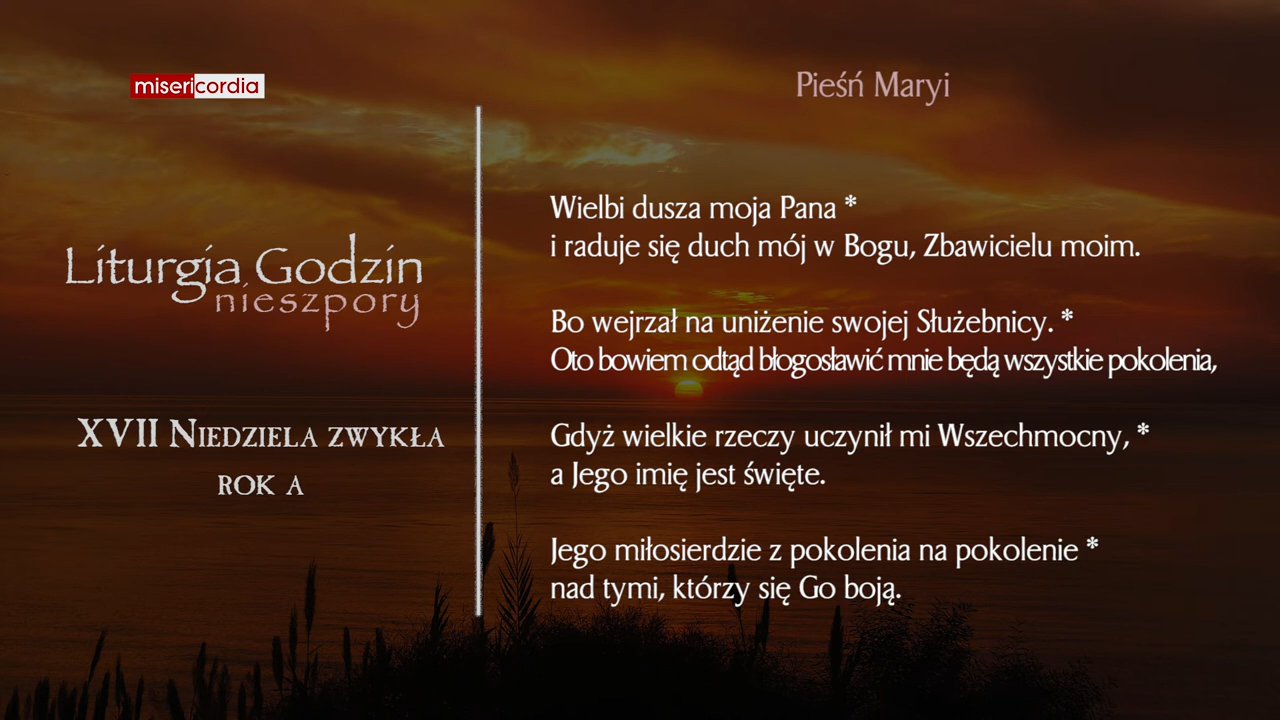 misericordia
Liturgia Godzin
nieszpory
XVII Niedziela zwykła
rok A
Pieśń Maryi
Wielbi dusza moja Pana *
i raduje się duch mój w Bogu, Zbawicielu moim.
Bo wejrzał na uniżenie swojej Służebnicy. *
Oto bowiem odtąd błogosławić mnie będą wszystkie pokolenia,
Gdyż wielkie rzeczy uczynił mi Wszechmocny, *
a Jego imię jest święte.
Jego miłosierdzie z pokolenia na pokolenie *
nad tymi, którzy się Go boją.